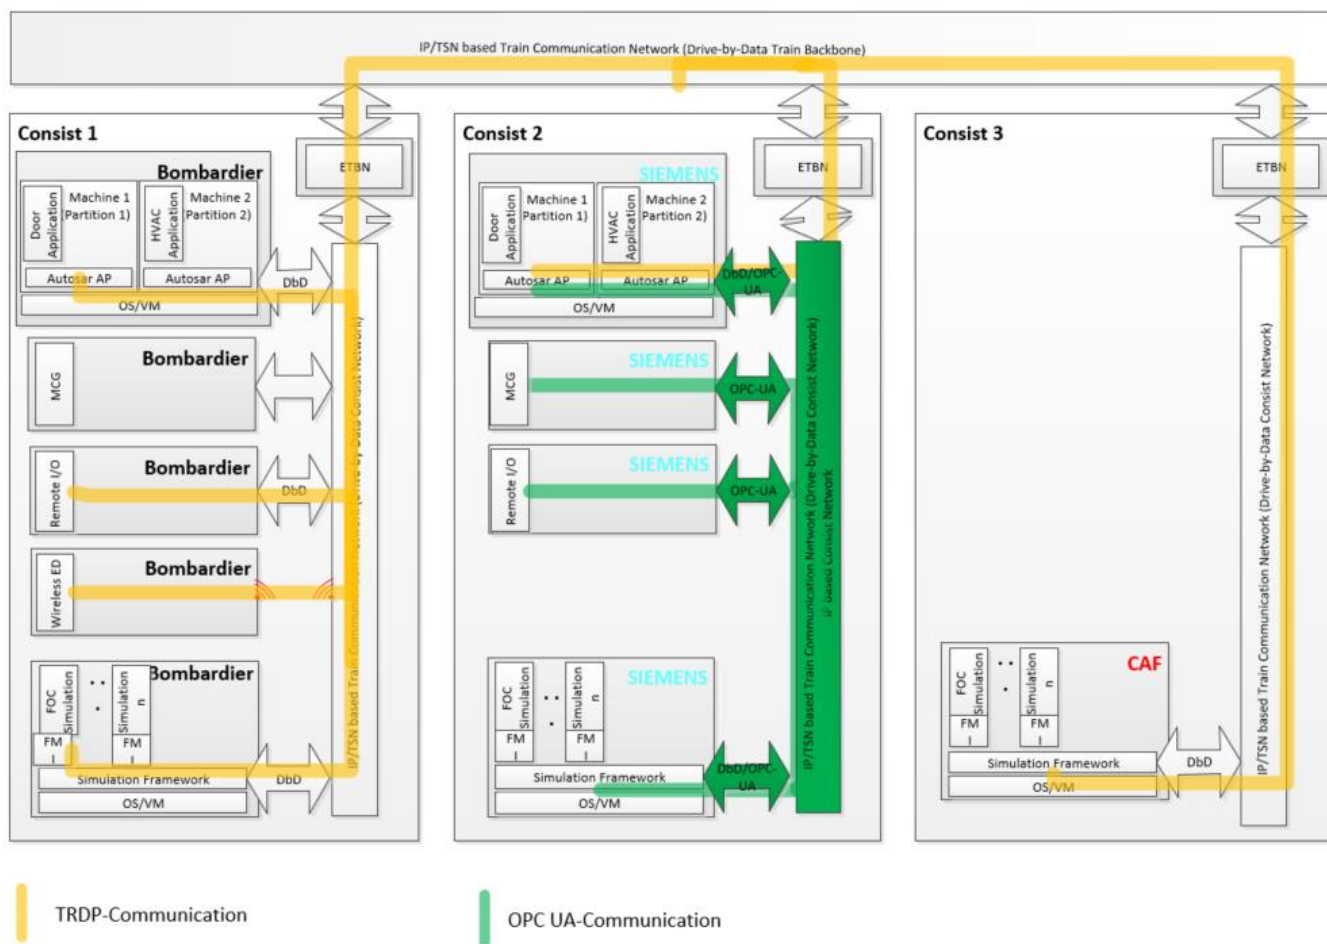 IP/TSN based Train Communication Network (Drive-by-Data Train Backbone)
Consist 1
ETBN
Bombardier
Door
Application
Machine 1
(Partition 1)
HVAC
Application
Machine 2
(Partition 2)
Autosar AP
Autosar AP
OS/VM
DbD
Bombardier
MCG
Bombardier
Remote I/O
DbD
Bombardier
Wireless ED
Bombardier
FOC
Simulation
. .
.
Simulation
n
FM
I
FM
I
Simulation Framework
OS/VM
DbD
IP/TSN based Train Communication Network (Drive-by-Data Consist Network)
Consist 2
ETBN
SIEMENS
Door
Application
Machine 1
(Partition 1)
HVAC
Application
Machine 2
(Partition 2)
Autosar AP
Autosar AP
OS/VM
DbD/OPC-
UA
SIEMENS
MCG
OPC-UA
SIEMENS
Remote I/O
OPC-UA
SIEMENS
FOC
Simulation
. .
.
Simulation
n
FM
I
FM
I
Simulation Framework
OS/VM
DbD/OPC-
UA
IP/TSN based Train Communication Network (Drive-by-Data Consist Network)
IP based Consist Network
Consist 3
ETBN
CAF
FOC
Simulation
. .
.
Simulation
n
FM
I
FM
I
Simulation Framework
OS/VM
DbD
IP/TSN based Train Communication Network (Drive-by-Data Consist Network)
TRDP-Communication
OPC UA-Communication